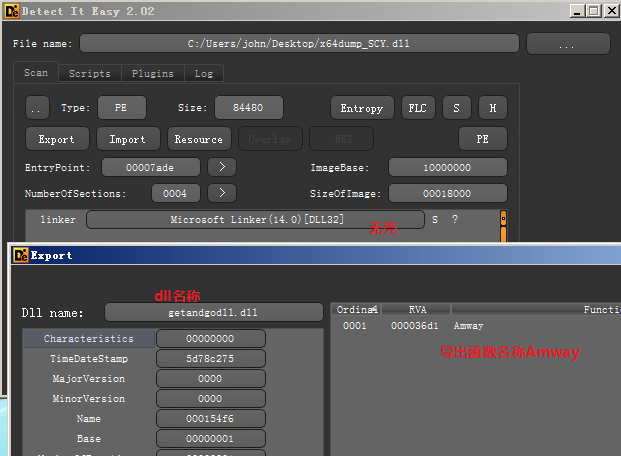 Detect It Easy 2.02
File name: C:/Users/john/Desktop/x64dump_SCY.dll ...
Scan Scripts Plugins Log
.. Type: PE Size: 84480 Entropy FLC S H
Export Import Resource Overlay PE
EntryPoint: 00007ade > ImageBase: 10000000
NumberOfSections: 0004 > SizeOfImage: 00018000
linker Microsoft Linker(14.0)[DLL32] S ?
Export
dll名称
Dll name: getandgodll.dll
Ordinal RVA Functi
Characteristics 00000000
0001 000036d1 Amway
TimeDateStamp 5d78c275
导出函数名称Amway
MajorVersion 0000
MinorVersion 0000
Name 000154f6
Base 00000001